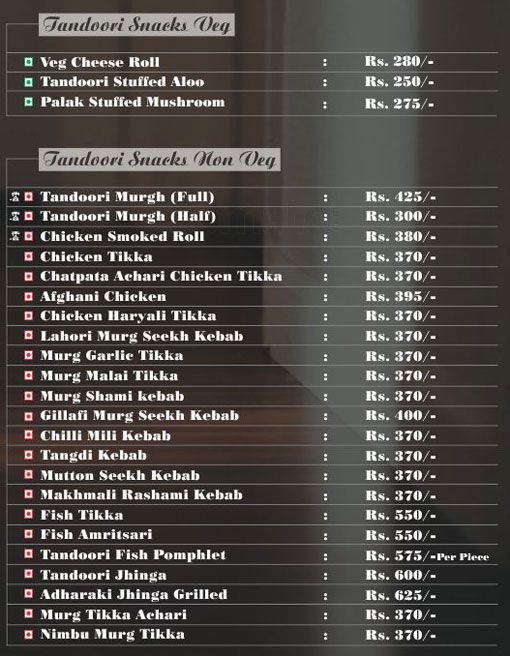 Tandoori Snacks Veg
Veg Cheese Roll : Rs. 280/-
Tandoori Stuffed Aloo : Rs. 250/-
Palak Stuffed Mushroom : Rs. 275/-
Tandoori Snacks Non Veg
Tandoori Murgh (Full) : Rs. 425/-
Tandoori Murgh (Half) : Rs. 300/-
Chicken Smoked Roll : Rs. 380/-
Chicken Tikka : Rs. 370/-
Chatpata Achari Chicken Tikka : Rs. 370/-
Afghani Chicken : Rs. 395/-
Chicken Haryali Tikka : Rs. 370/-
Lahori Murg Seekh Kebab : Rs. 370/-
Murg Garlic Tikka : Rs. 370/-
Murg Malai Tikka : Rs. 370/-
Murg Shami kebab : Rs. 370/-
Gillafi Murg Seekh Kebab : Rs. 400/-
Chilli Mili Kebab : Rs. 370/-
Tangdi Kebab : Rs. 370/-
Mutton Seekh Kebab : Rs. 370/-
Makhmali Rashami Kebab : Rs. 370/-
Fish Tikka : Rs. 550/-
Fish Amritsari : Rs. 550/-
Tandoori Fish Pomphlet : Rs. 575/-Per Piece
Tandoori Jhinga : Rs. 600/-
Adharaki Jhinga Grilled : Rs. 625/-
Murg Tikka Achari : Rs. 370/-
Nimbu Murg Tikka : Rs. 370/-